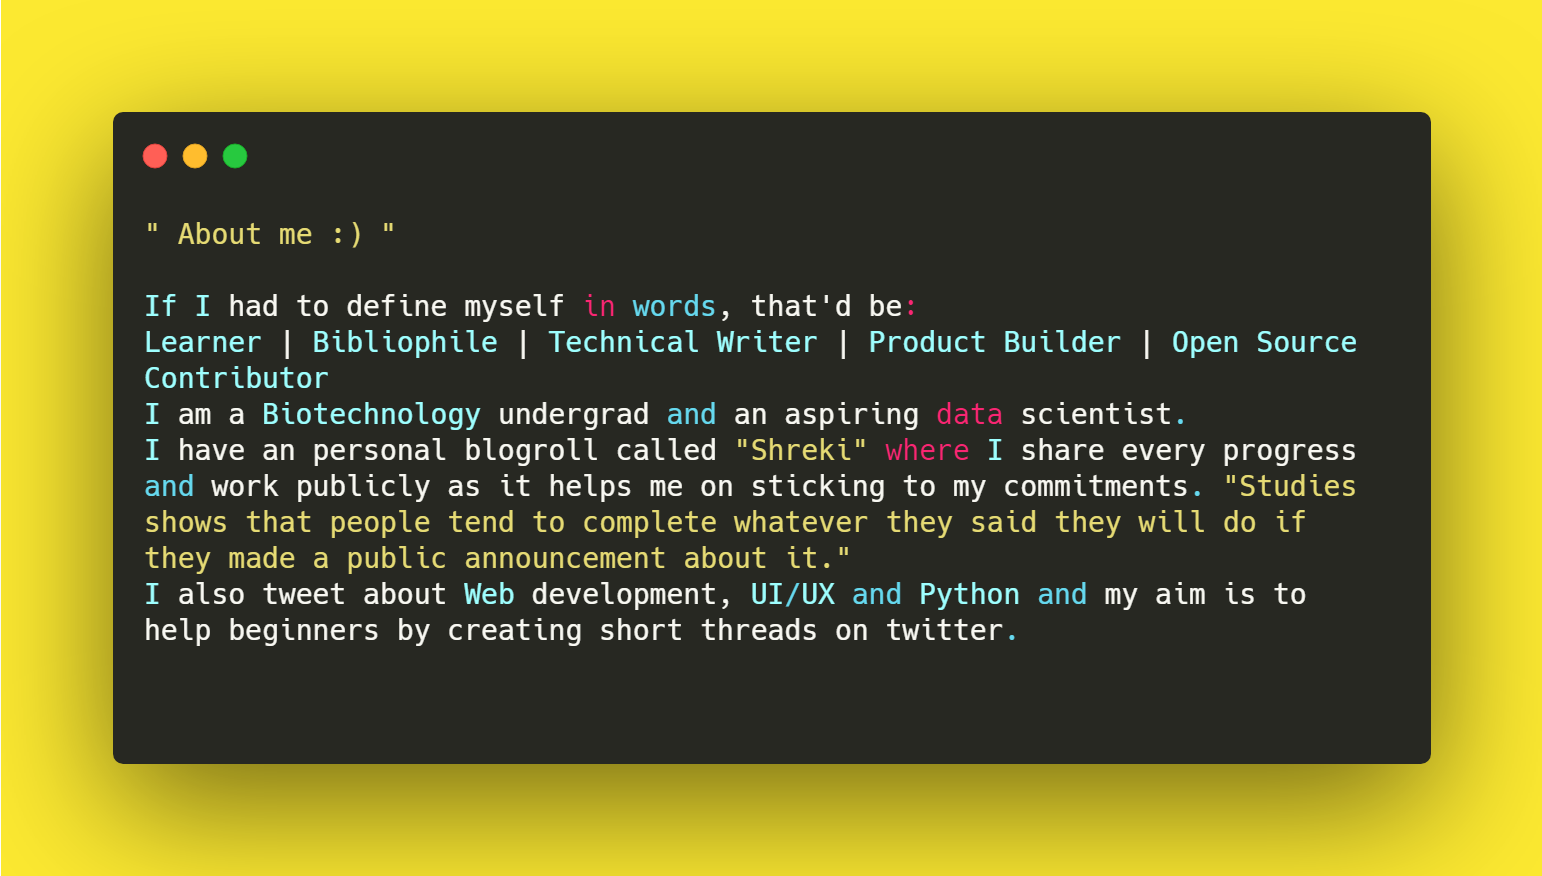 " About me :) "
If I had to define myself in words, that'd be:
Learner | Bibliophile | Technical Writer | Product Builder | Open Source
Contributor
I am a Biotechnology undergrad and an aspiring data scientist.
I have an personal blogroll called "Shreki" where I share every progress
and work publicly as it helps me on sticking to my commitments. "Studies
shows that people tend to complete whatever they said they will do if
they made a public announcement about it."
I also tweet about Web development, UI/UX and Python and my aim is to
help beginners by creating short threads on twitter.